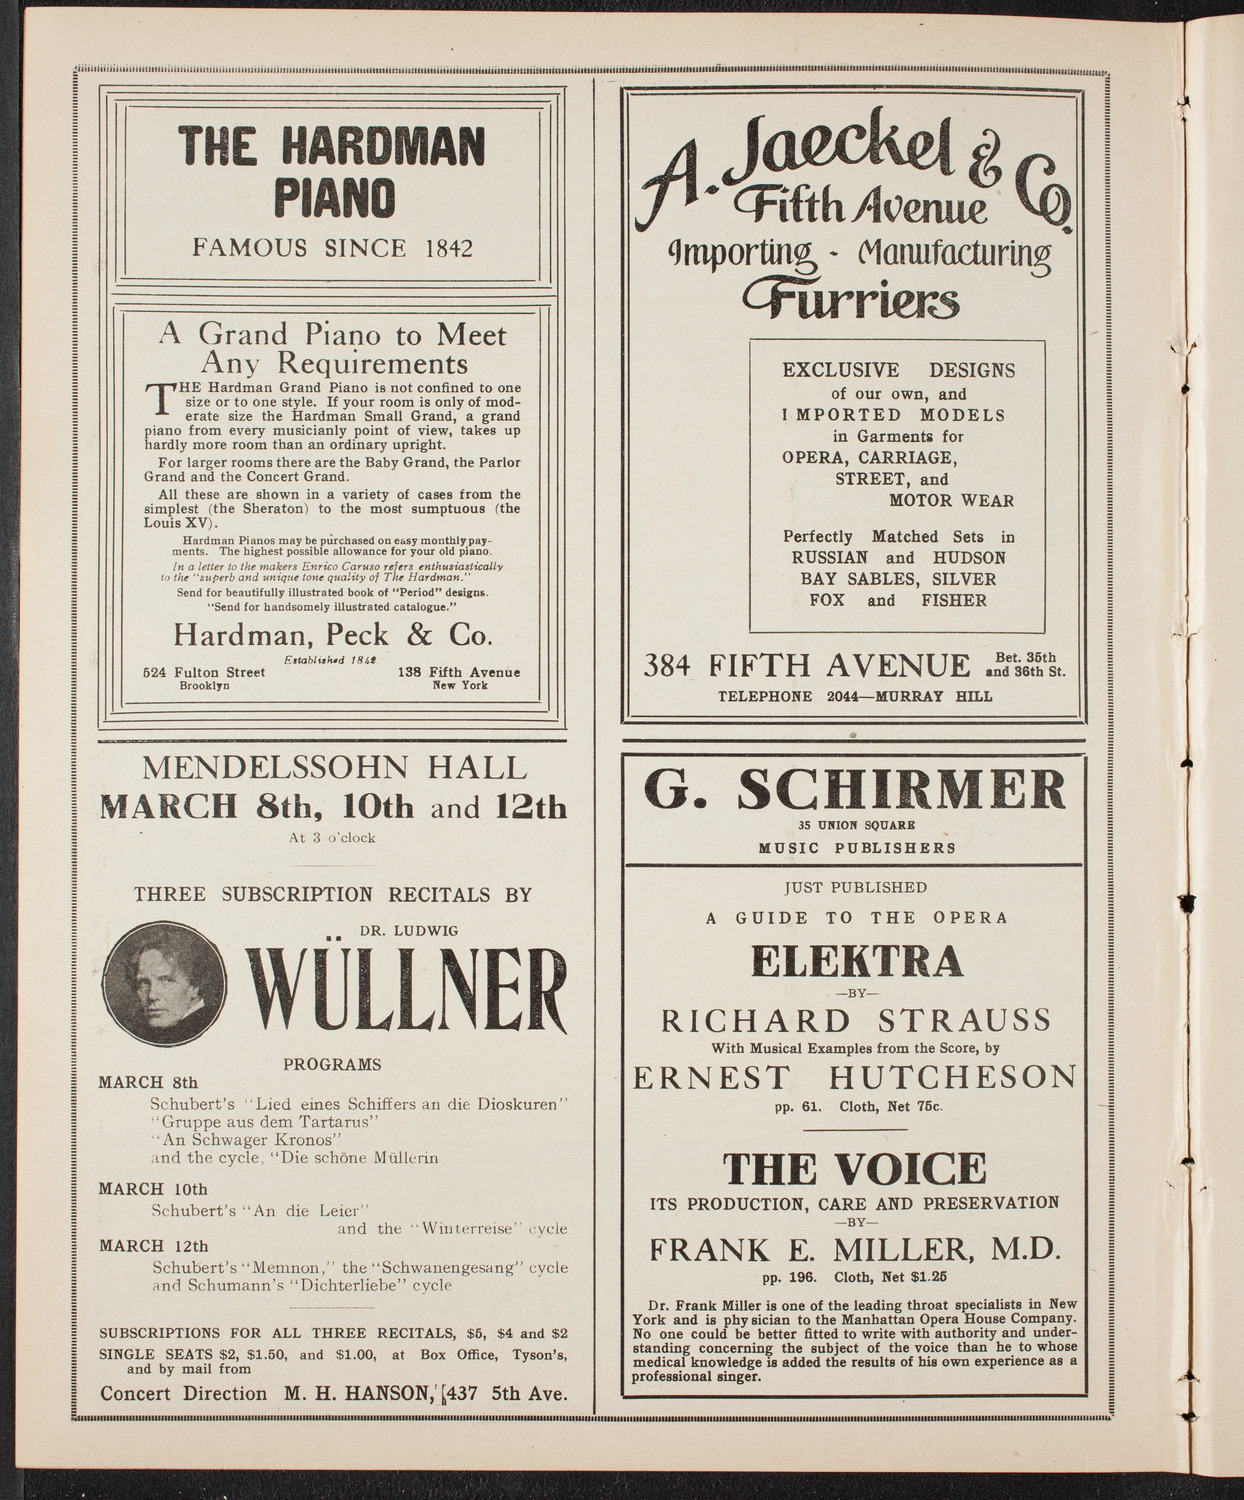 THE HARDMAN
PIANO
FAMOUS SINCE 1842
A Grand Piano to Meet
Any Requirements
THE Hardman Grand Piano is not confined to one
size or to one style. If your room is only of mod-
erate size the Hardman Small Grand, a grand
piano from every musicianly point of view, takes up
hardly more room than an ordinary upright.
For larger rooms there are the Baby Grand, the Parlor
Grand and the Concert Grand.
All these are shown in a variety of cases from the
simplest (the Sheraton) to the most sumptuous (the
Louis XV).
Hardman Pianos may be purchased on easy monthly pay-
ments. The highest possible allowance for your old piano.
In a letter to the makers Enrico Caruso refers enthusiastically
to the "superb and unique tone quality of The Hardman."
Send for beautifully illustrated book of "Period" designs.
"Send for handsomely illustrated catalogue."
Hardman, Peck & Co.
Established 1842
524 Fulton Street 138 Fifth Avenue
Brooklyn New York
MENDELSSOHN HALL
MARCH 8th, 10th and 12th
At 3 o'clock
THREE SUBSCRIPTION RECITALS BY
DR. LUDWIG
WÜLLNER
PROGRAMS
MARCH 8th
Schubert's "Lied eines Schiffers an die Dioskuren"
"Gruppe aus dem Tartarus"
"An Schwager Kronos"
and the cycle, "Die schöne Müllerin
MARCH 10th
Schubert's "An die Leier"
and the "Winterreise" cycle
MARCH 12th
Schubert's "Memnon," the "Schwanengesang" cycle
and Schumann's "Dichterliebe" cycle
SUBSCRIPTIONS FOR ALL THREE RECITALS, $5, $4 and $2
SINGLE SEATS $2, $1.50, and $1.00, at Box Office, Tyson's,
and by mail from
Concert Direction M. H. HANSON, 437 5th Ave.
A. Jaeckel & Co.
Fifth Avenue
Importing - Manufacturing
Furriers
EXCLUSIVE DESIGNS
of our own, and
IMPORTED MODELS
in Garments for
OPERA, CARRIAGE,
STREET, and
MOTOR WEAR
Perfectly Matched Sets in
RUSSIAN and HUDSON
BAY SABLES, SILVER
FOX and FISHER
384 FIFTH AVENUE Bet. 35th
and 36th St.
TELEPHONE 2044—MURRAY HILL
G. SCHIRMER
35 UNION SQUARE
MUSIC PUBLISHERS
JUST PUBLISHED
A GUIDE TO THE OPERA
ELEKTRA
—BY—
RICHARD STRAUSS
With Musical Examples from the Score, by
ERNEST HUTCHESON
pp. 61. Cloth, Net 75c.
THE VOICE
ITS PRODUCTION, CARE AND PRESERVATION
—BY—
FRANK E. MILLER, M.D.
pp. 196. Cloth, Net $1.25
Dr. Frank Miller is one of the leading throat specialists in New
York and is physician to the Manhattan Opera House Company.
No one could be better fitted to write with authority and under-
standing concerning the subject of the voice than he to whose
medical knowledge is added the results of his own experience as a
professional singer.